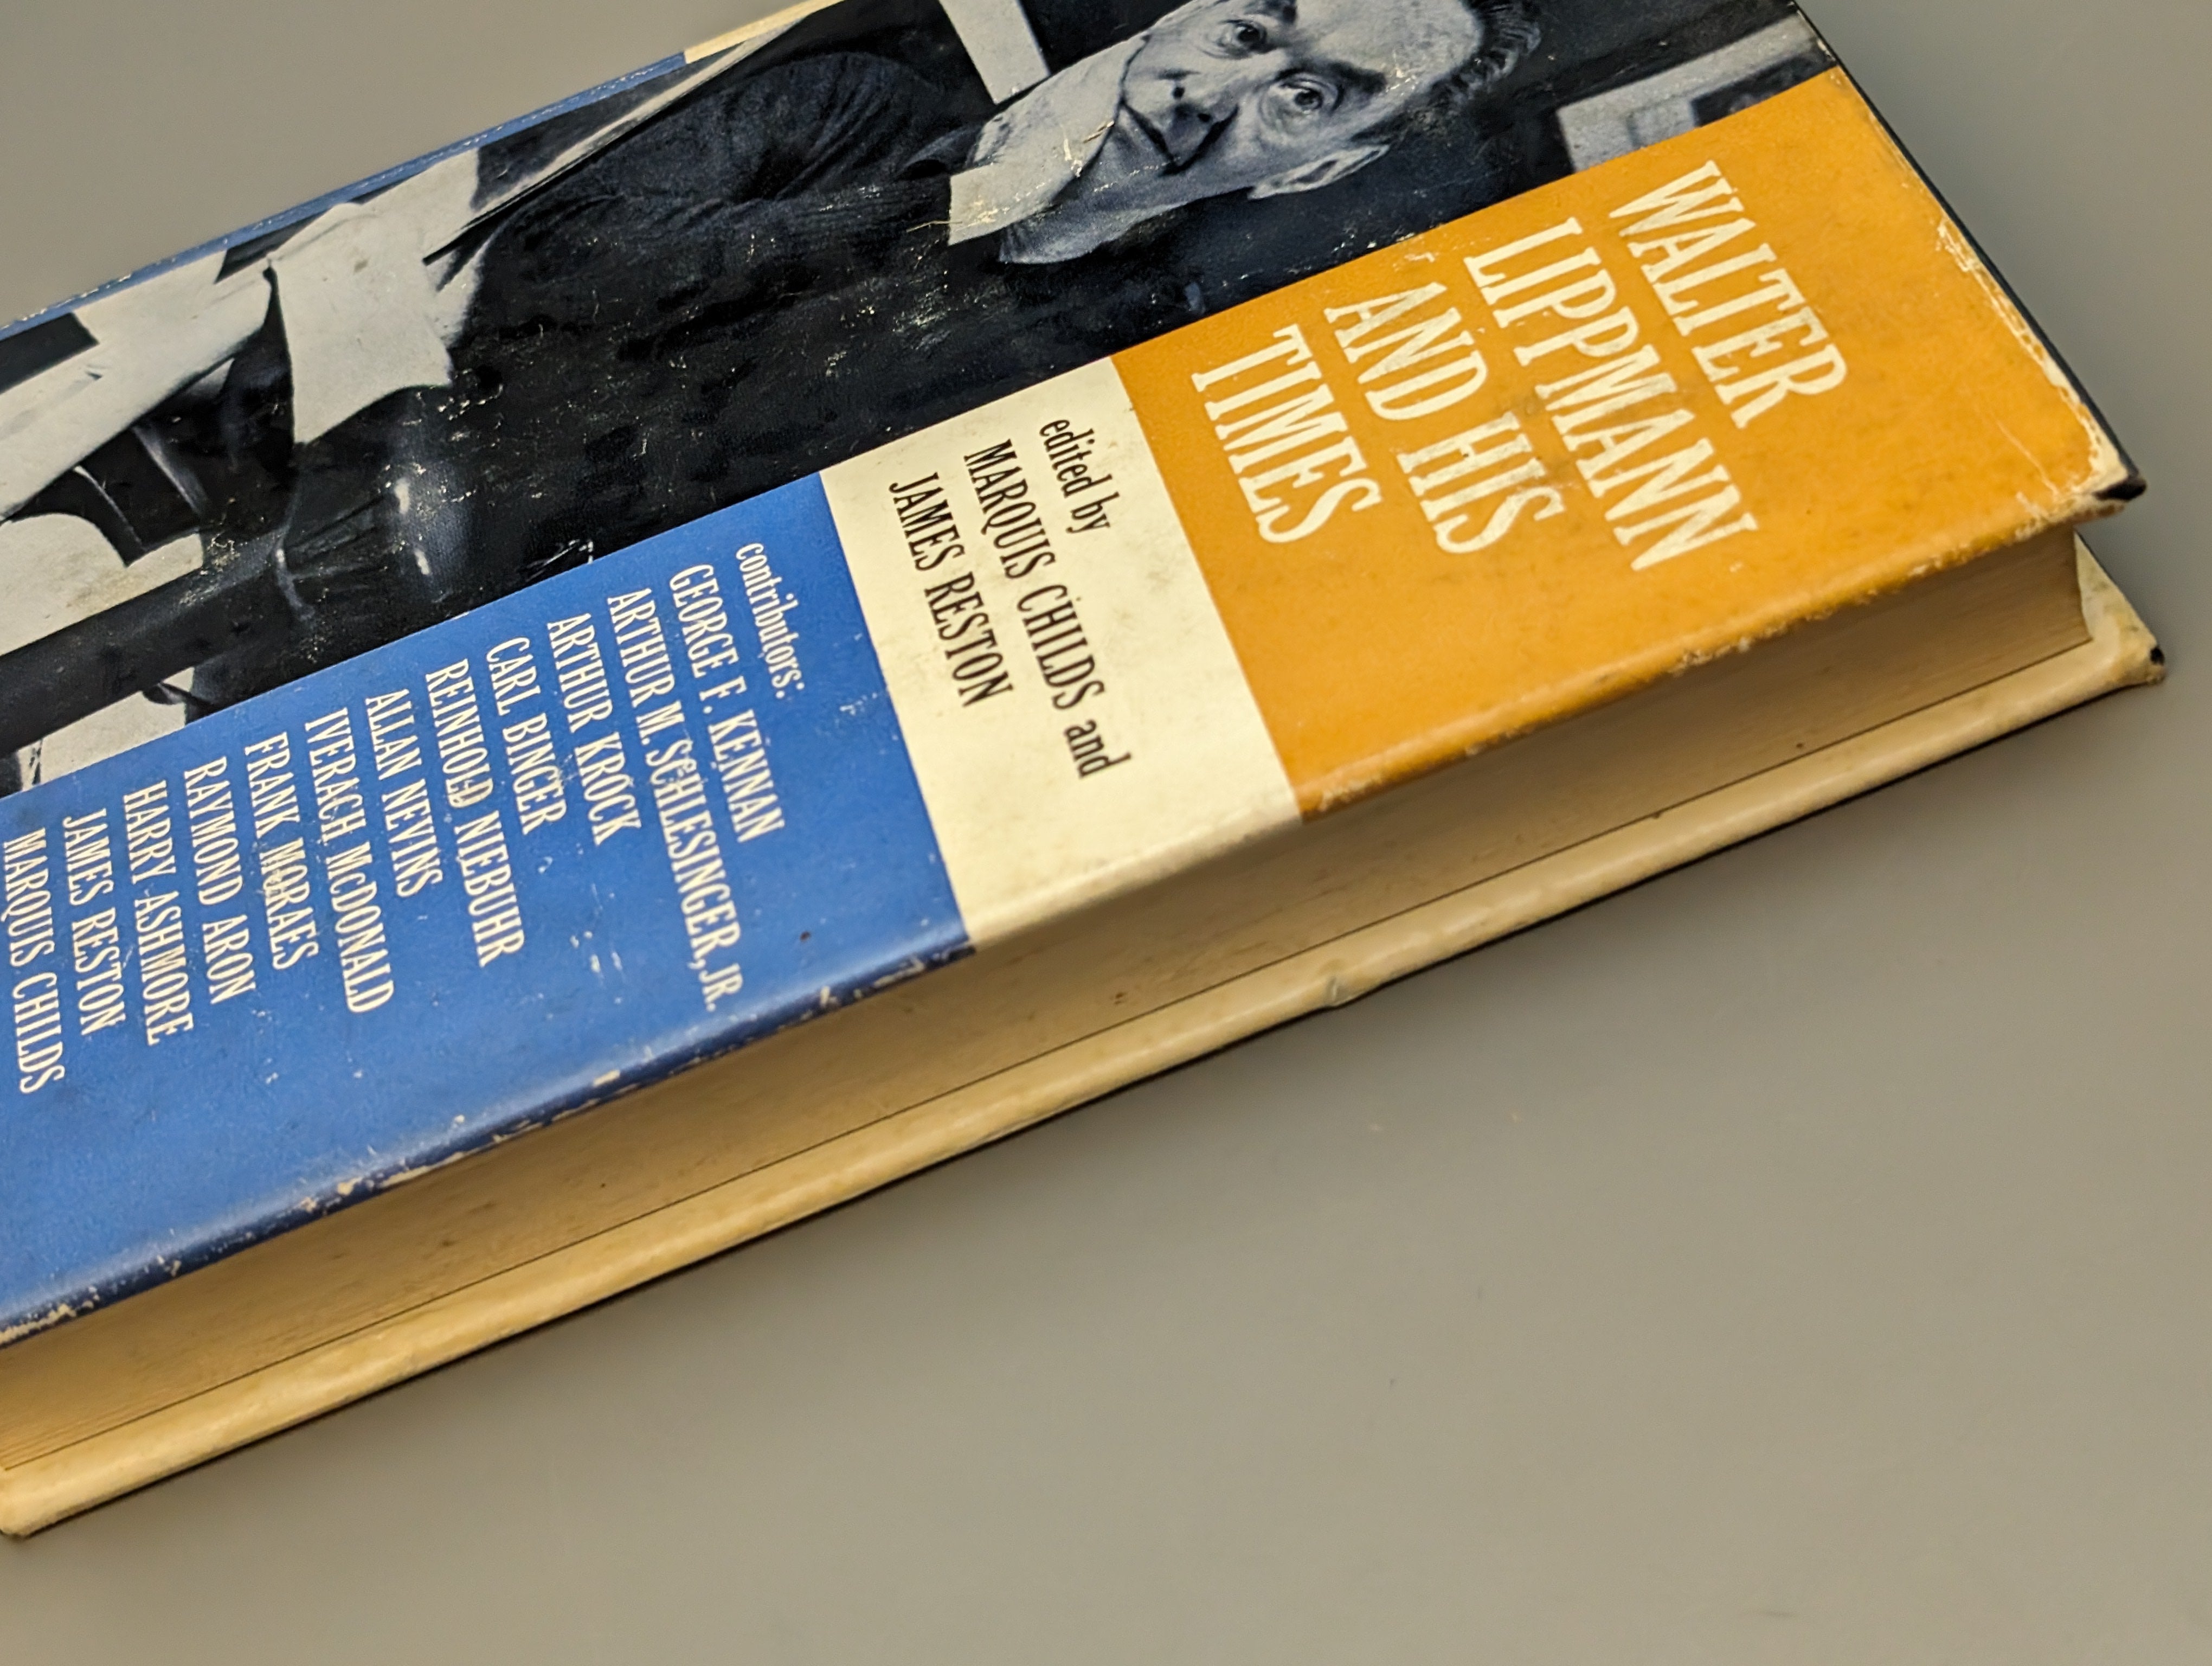 WALTER
LIPPMANN
AND HIS
TIMES
edited by
MARQUIS CHILDS and
JAMES RESTON
contributors:
GEORGE F. KENNAN
ARTHUR M. SCHLESINGER, JR.
ARTHUR KROCK
CARL BINGER
REINHOLD NIEBUHR
ALLAN NEVINS
IVERACH McDONALD
FRANK MORAES
RAYMOND ARON
HARRY ASHMORE
JAMES RESTON
MARQUIS CHILDS